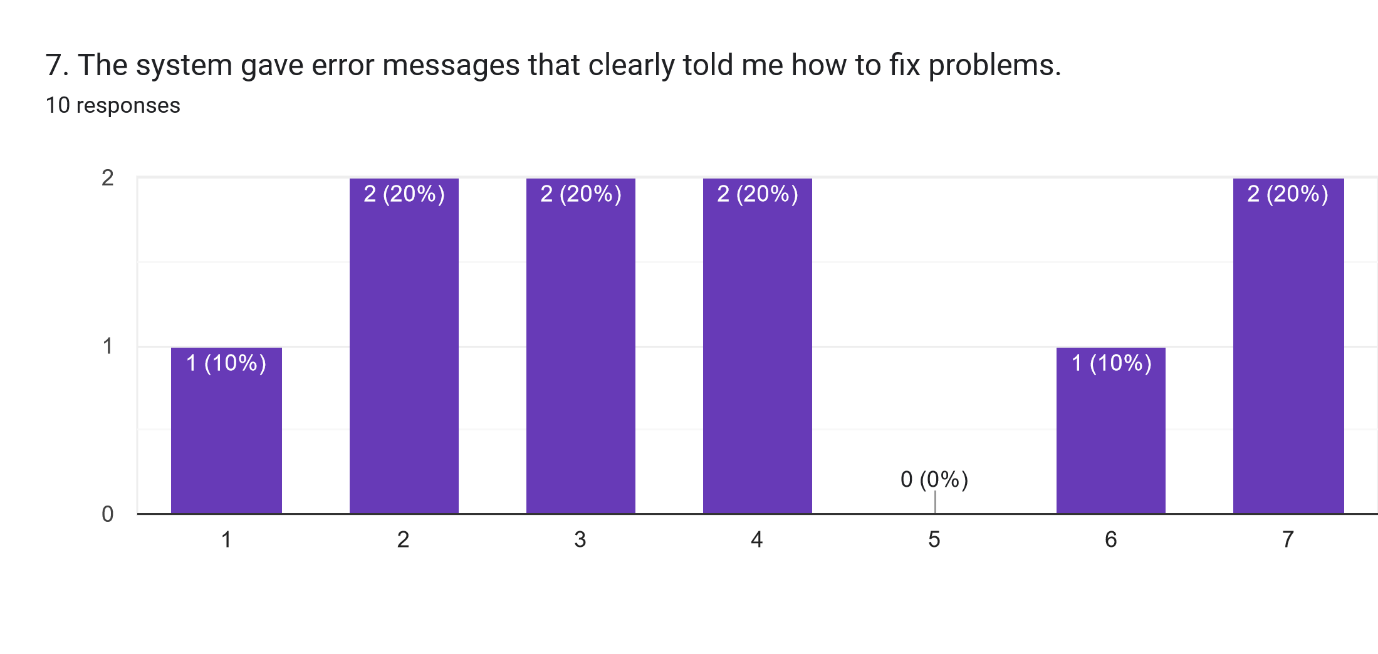 7. The system gave error messages that clearly told me how to fix problems.
10 responses
2
2 (20%) 2 (20%) 2 (20%) 2 (20%)
1
1 (10%) 1 (10%)
0 (0%)
0
1 2 3 4 5 6 7